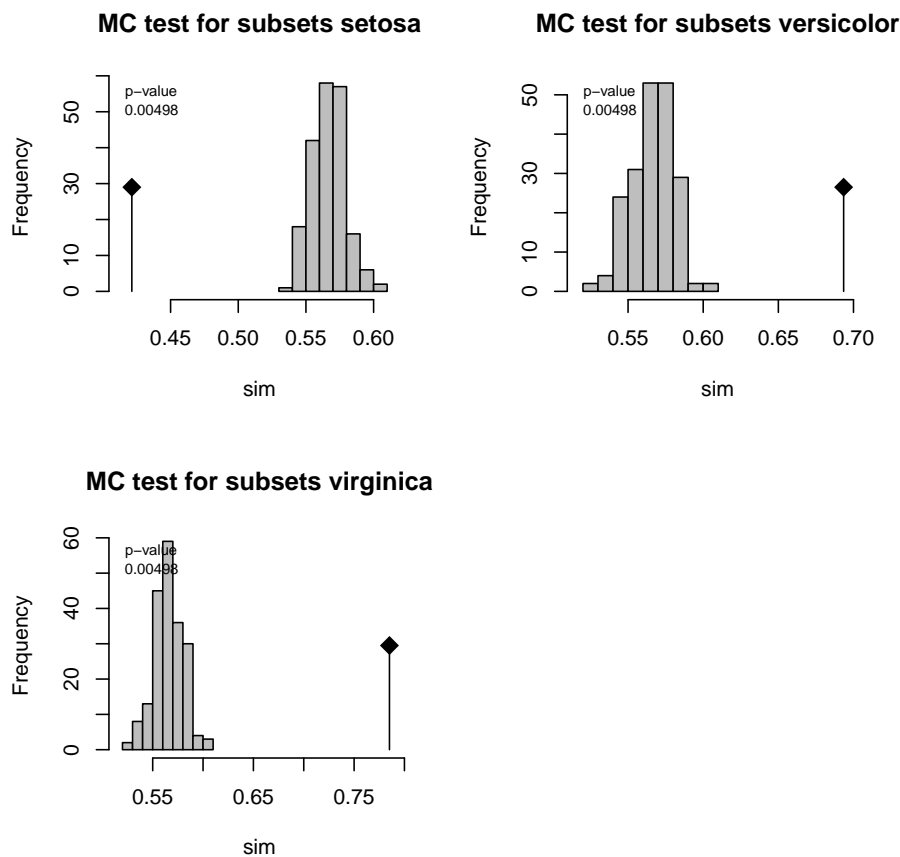 MC test for subsets setosa
p−value
0.00498
Frequency
0
10
30
50
0.45
0.50
0.55
0.60
sim
MC test for subsets versicolor
p−value
0.00498
Frequency
0
10
30
50
0.55
0.60
0.65
0.70
sim
MC test for subsets virginica
p−value
0.00498
Frequency
0
20
40
60
0.55
0.65
0.75
sim